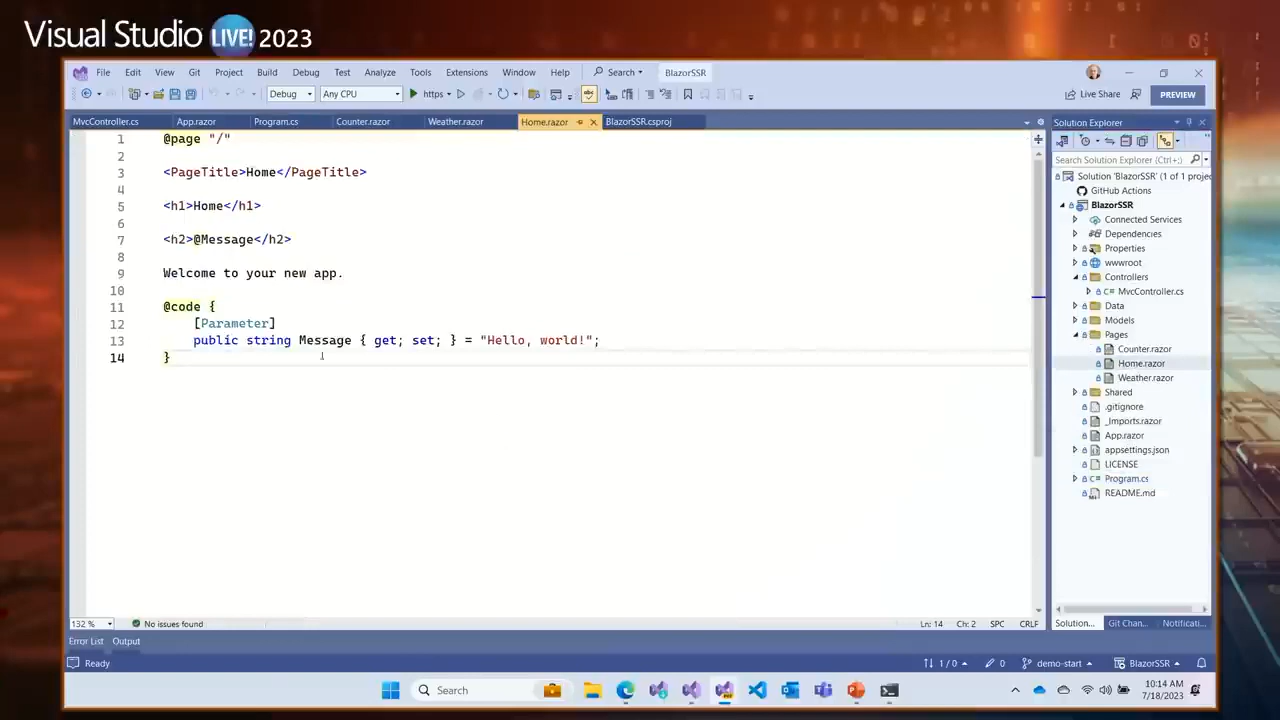 Visual Studio LIVE! 2023
File Edit View Git Project Build Debug Test Analyze Tools Extensions Window Help Search BlazorSSR
Debug Any CPU https Live Share PREVIEW
MvcController.cs App.razor Program.cs Counter.razor Weather.razor Home.razor BlazorSSR.csproj
1 @page "/"
2
3 <PageTitle>Home</PageTitle>
4
5 <h1>Home</h1>
6
7 <h2>@Message</h2>
8
9 Welcome to your new app.
10
11 @code {
12 [Parameter]
13 public string Message { get; set; } = "Hello, world!";
14 }
Solution Explorer
Search Solution Explorer (Ctrl+;)
Solution 'BlazorSSR' (1 of 1 projec
GitHub Actions
BlazorSSR
Connected Services
Dependencies
Properties
wwwroot
Controllers
C# MvcController.cs
Data
Models
Pages
Counter.razor
Home.razor
Weather.razor
Shared
.gitignore
_Imports.razor
App.razor
appsettings.json
LICENSE
C# Program.cs
README.md
132 % No issues found Ln: 14 Ch: 2 SPC CRLF
Solution... Git Chan... Notificati...
Error List Output
Ready 1 / 0 0 demo-start BlazorSSR
Search
10:14 AM
7/18/2023